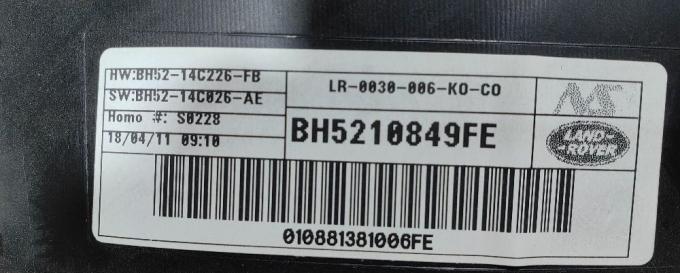 HW:BH52-14C226-FB
SW:BH52-14C026-AE
Homo #: S0228
18/04/11 09:10
LR-0030-006-KO-CO
BH5210849FE
NAS
LAND-
-ROVER
010881381006FE